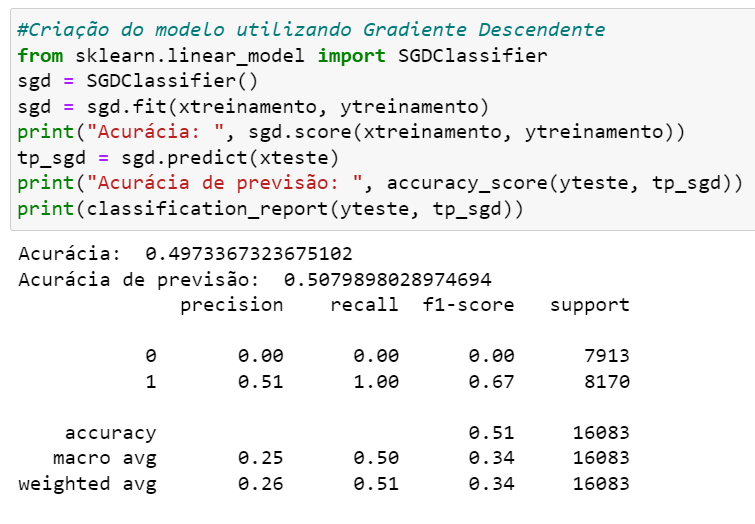 #Criação do modelo utilizando Gradiente Descendente
from sklearn.linear_model import SGDClassifier
sgd = SGDClassifier()
sgd = sgd.fit(xtreinamento, ytreinamento)
print("Acurácia: ", sgd.score(xtreinamento, ytreinamento))
tp_sgd = sgd.predict(xteste)
print("Acurácia de previsão: ", accuracy_score(yteste, tp_sgd))
print(classification_report(yteste, tp_sgd))
Acurácia:  0.4973367323675102
Acurácia de previsão:  0.5079898028974694
              precision    recall  f1-score   support
           0       0.00      0.00      0.00      7913
           1       0.51      1.00      0.67      8170
    accuracy                           0.51     16083
   macro avg       0.25      0.50      0.34     16083
weighted avg       0.26      0.51      0.34     16083